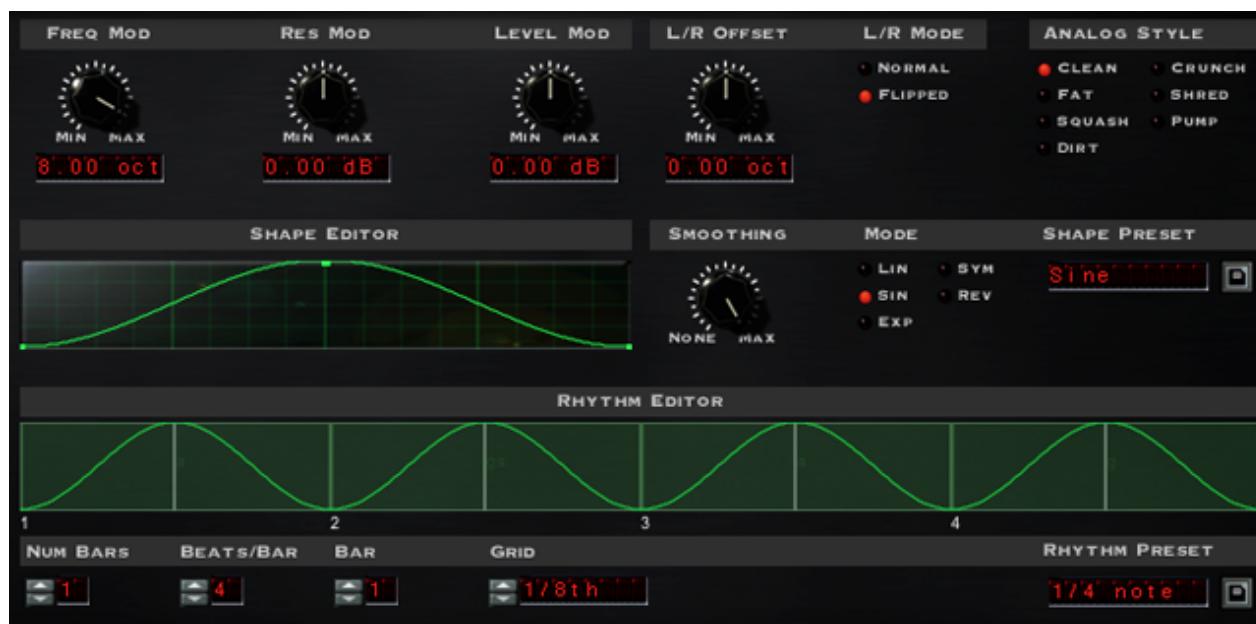 FREQ MOD RES MOD LEVEL MOD L/R OFFSET L/R MODE ANALOG STYLE
NORMAL CLEAN CRUNCH
FLIPPED FAT SHRED
SQUASH PUMP
MIN MAX MIN MAX MIN MAX MIN MAX
DIRT
8.00 oct 0.00 dB 0.00 dB 0.00 oct
SHAPE EDITOR SMOOTHING MODE SHAPE PRESET
LIN SYM
Sine
SIN REV
EXP
NONE MAX
RHYTHM EDITOR
1 2 3 4
NUM BARS BEATS/BAR BAR GRID RHYTHM PRESET
1 4 1 1/8th 1/4 note